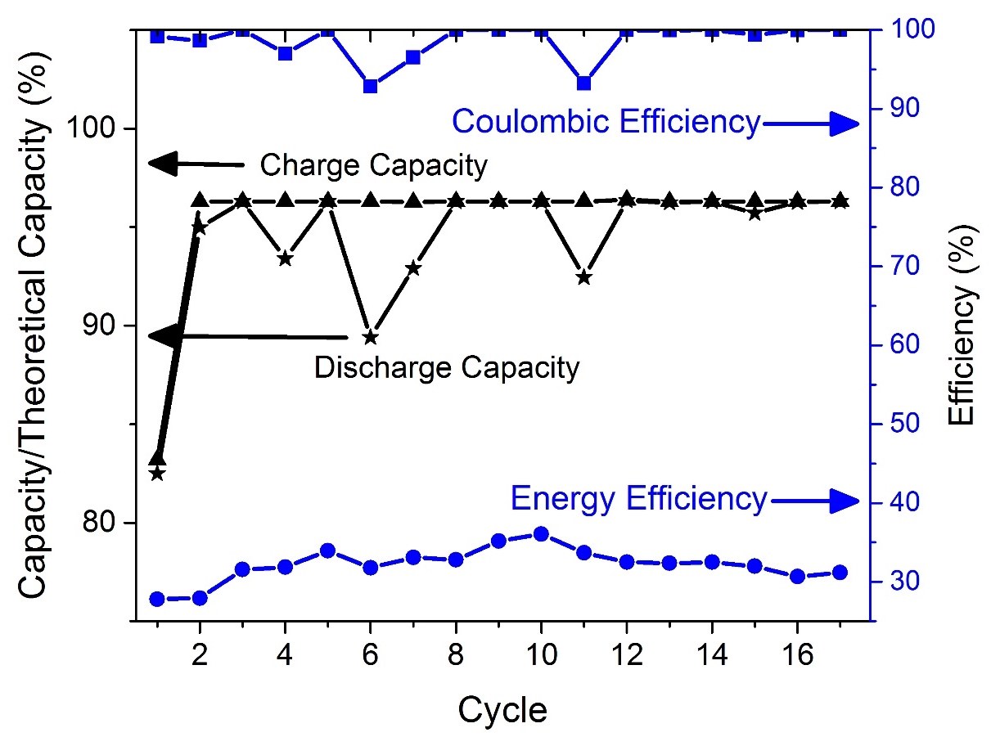 Capacity/Theoretical Capacity (%)
100
90
80
Coulombic Efficiency
Charge Capacity
Discharge Capacity
Energy Efficiency
100
90
80
70
60
50
40
30
Efficiency (%)
2 4 6 8 10 12 14 16
Cycle